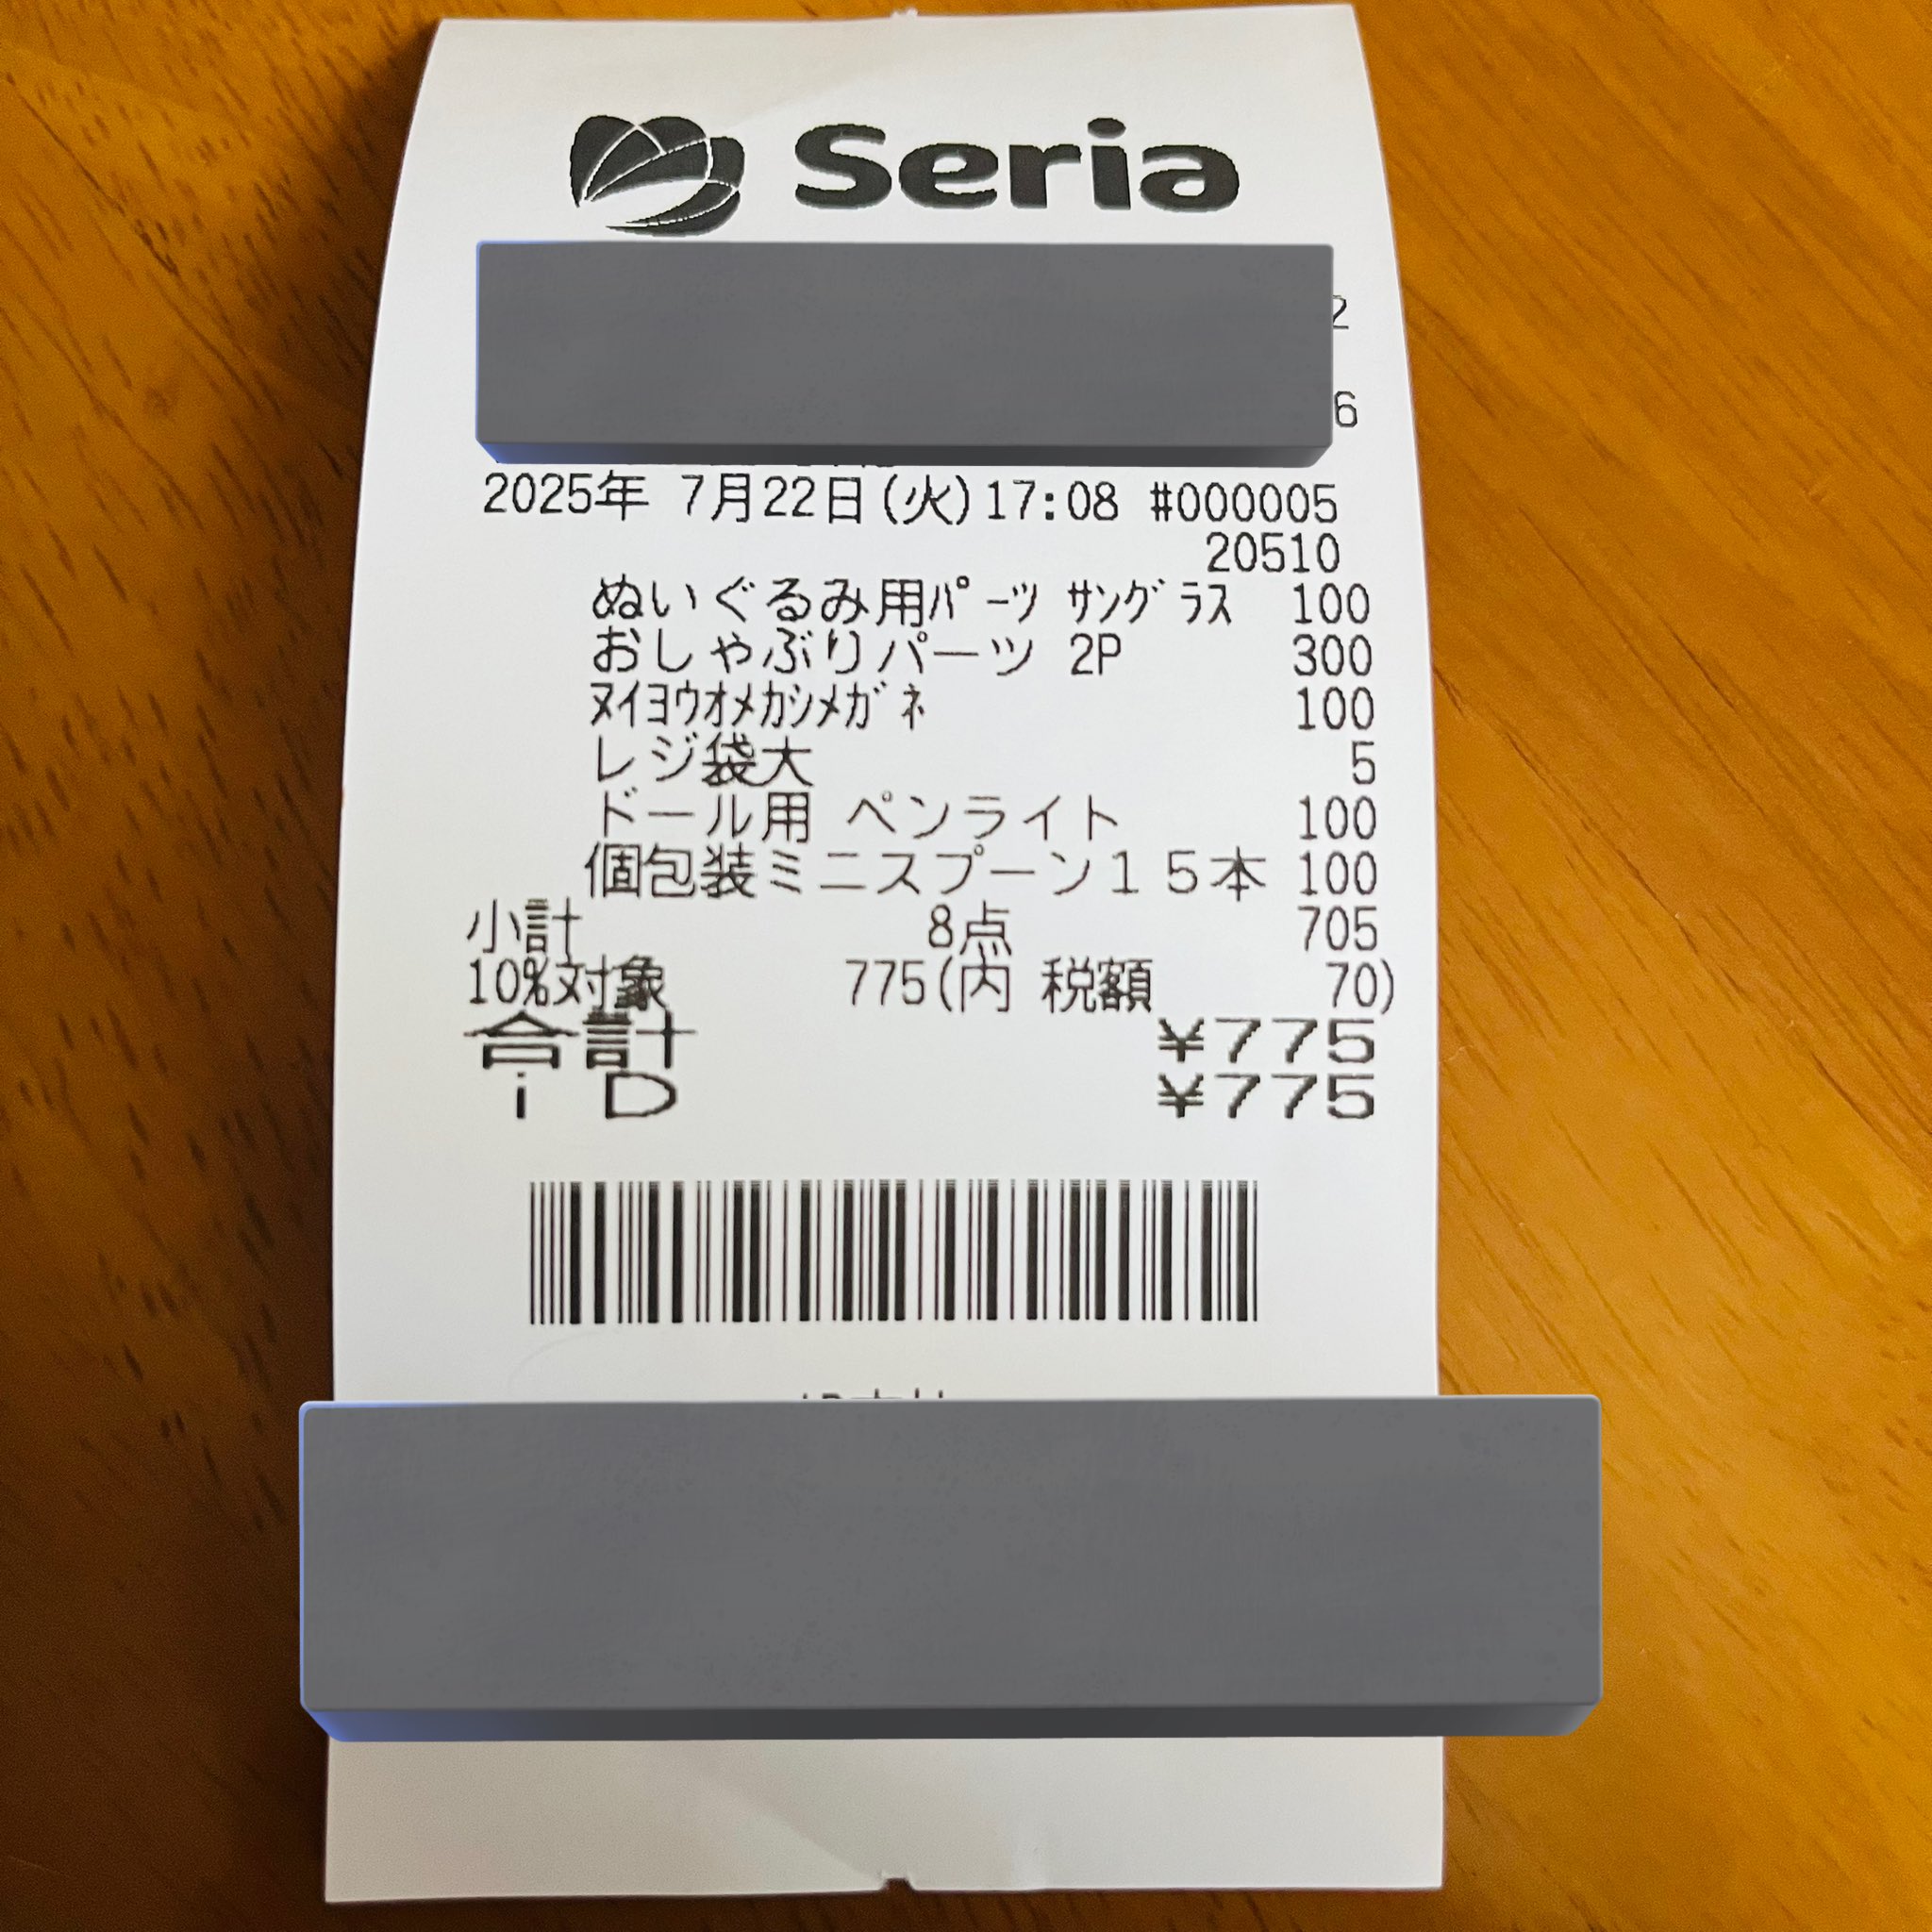 Seria
2
6
2025年 7月22日(火)17:08 #000005
20510
ぬいぐるみ用ﾊﾟｰﾂ ｻﾝｸﾞﾗｽ 100
おしゃぶりパーツ 2P 300
ﾇｲﾖｳｵﾒｶｼﾒｶﾞﾈ 100
レジ袋大 5
ドール用 ペンライト 100
個包装ミニスプーン１５本 100
小計 8点 705
10%対象 775(内 税額 70)
合計 ¥775
iD ¥775